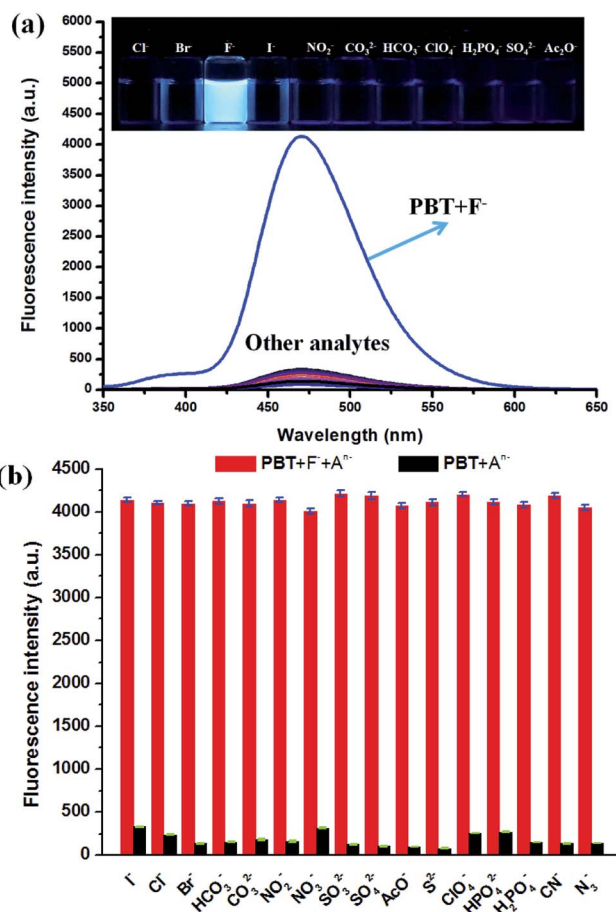 (a)
6000
5500
5000
4500
4000
3500
3000
2500
2000
1500
1000
500
0
Fluorescence intensity (a.u.)
Cl⁻ Br⁻ F⁻ I⁻ NO₂⁻ CO₃²⁻ HCO₃⁻ ClO₄⁻ H₂PO₄⁻ SO₄²⁻ Ac₂O⁻
PBT+F⁻
Other analytes
350 400 450 500 550 600 650
Wavelength (nm)
PBT+F⁻+Aⁿ⁻ PBT+Aⁿ⁻
(b)
4500
4000
3500
3000
2500
2000
1500
1000
500
0
Fluorescence intensity (a.u.)
I⁻ Cl⁻ Br⁻ HCO₃⁻ CO₃²⁻ NO₂⁻ NO₃⁻ SO₃²⁻ SO₄²⁻ AcO⁻ S²⁻ ClO₄⁻ HPO₄²⁻ H₂PO₄⁻ CN⁻ N₃⁻